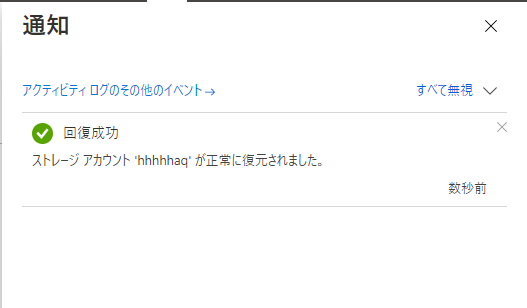 通知
アクティビティ ログのその他のイベント→
すべて無視
回復成功
ストレージ アカウント 'hhhhhaq' が正常に復元されました。
数秒前